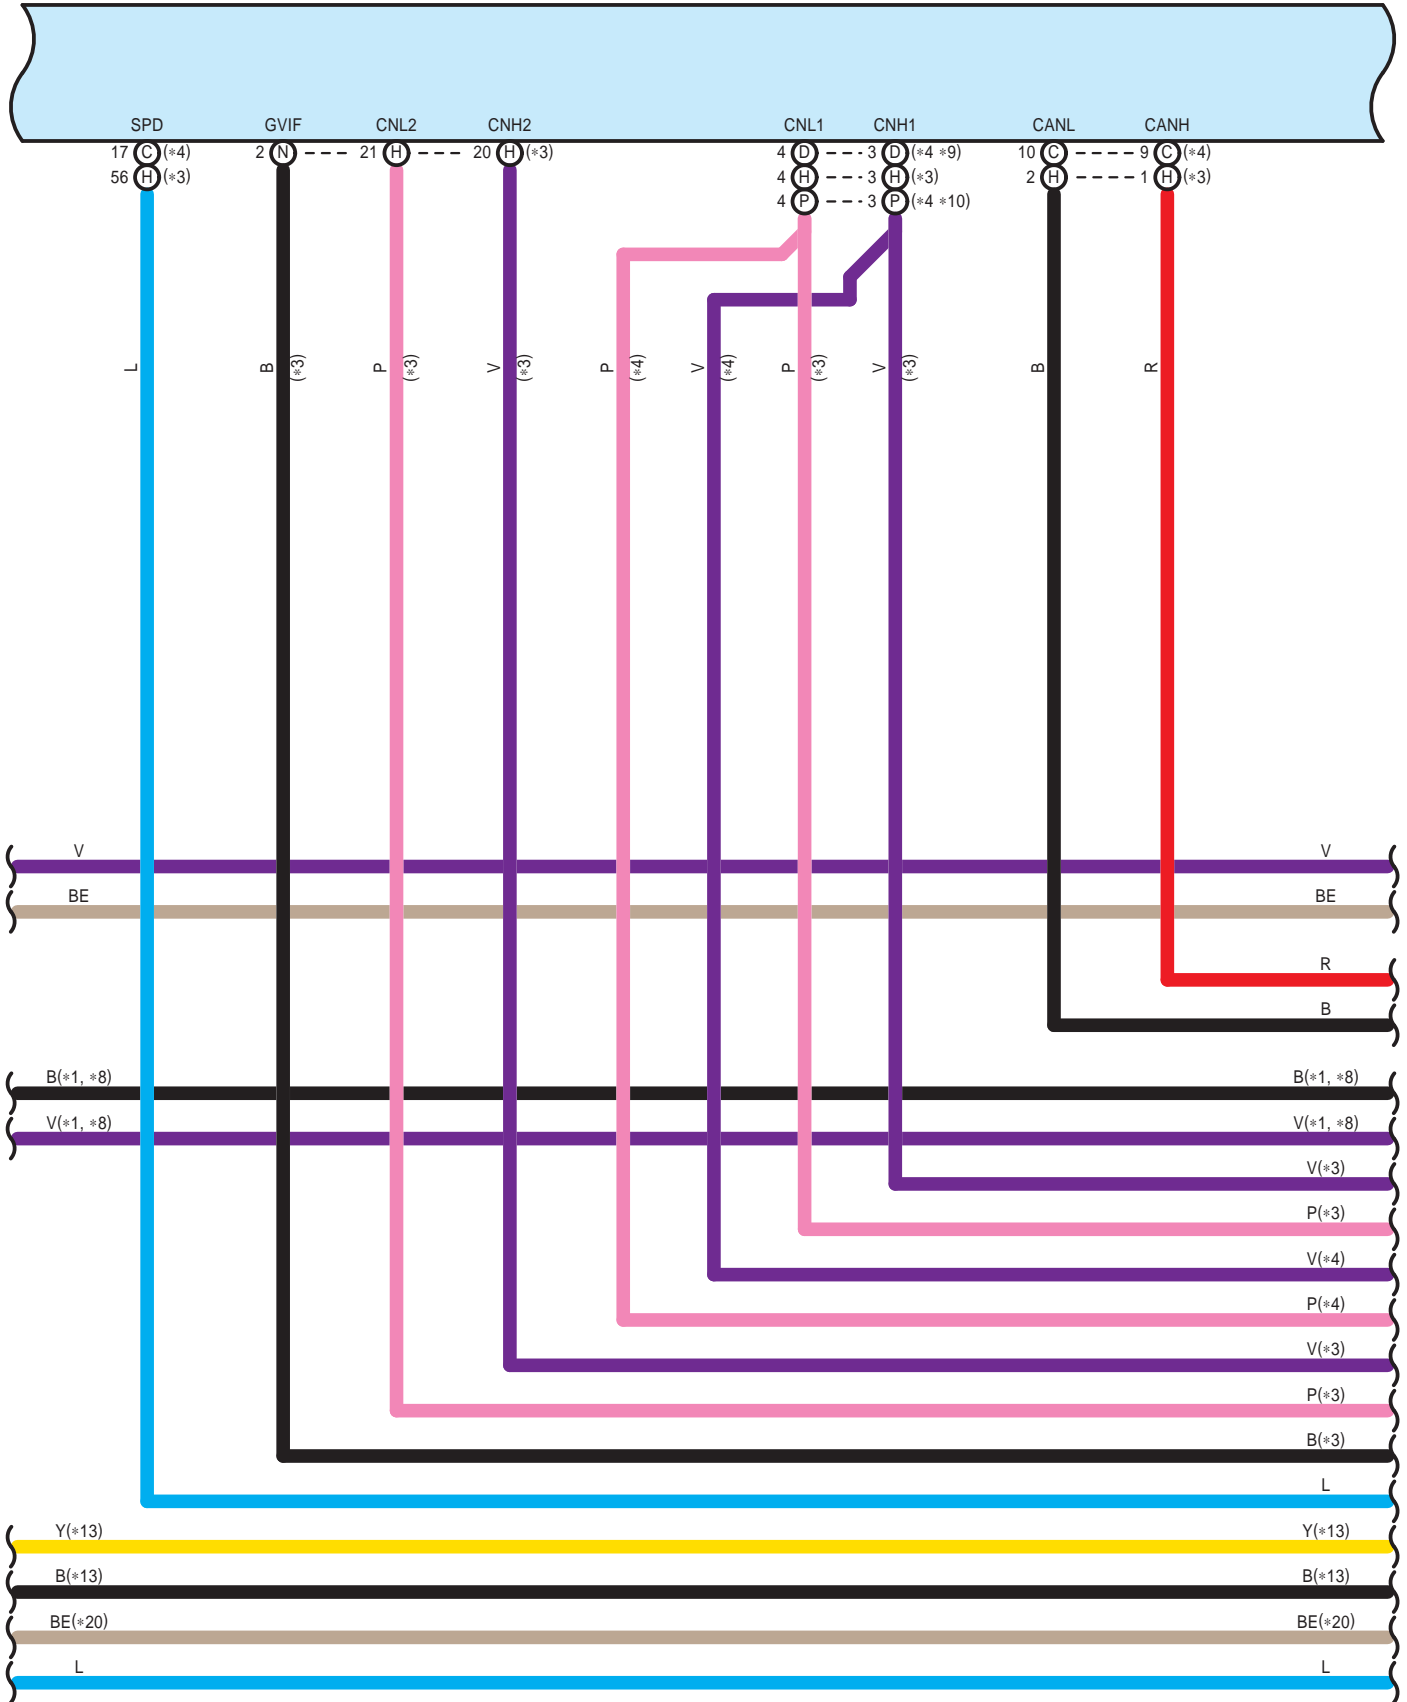 SPD GVIF CNL2 CNH2 CNL1 CNH1 CANL CANH
17 C (*4) 2 N 21 H 20 H (*3) 4 D 3 D (*4 *9) 10 C 9 C (*4)
56 H (*3) 4 H 3 H (*3) 2 H 1 H (*3)
4 P 3 P (*4 *10)
L B (*3) P (*3) V (*3) P (*4) V (*4) P (*3) V (*3) B R
V V
BE BE
R
B
B(*1, *8) B(*1, *8)
V(*1, *8) V(*1, *8)
V(*3)
P(*3)
V(*4)
P(*4)
V(*3)
P(*3)
B(*3)
L
Y(*13) Y(*13)
B(*13) B(*13)
BE(*20) BE(*20)
L L